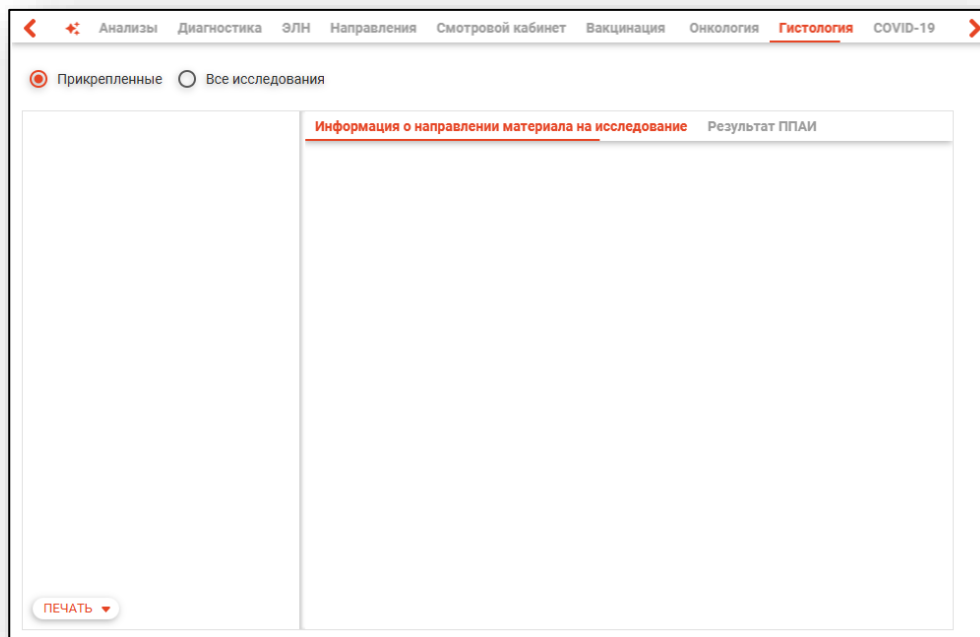 Анализы Диагностика ЭЛН Направления Смотровой кабинет Вакцинация Онкология Гистология COVID-19
Прикрепленные Все исследования
Информация о направлении материала на исследование Результат ППАИ
ПЕЧАТЬ